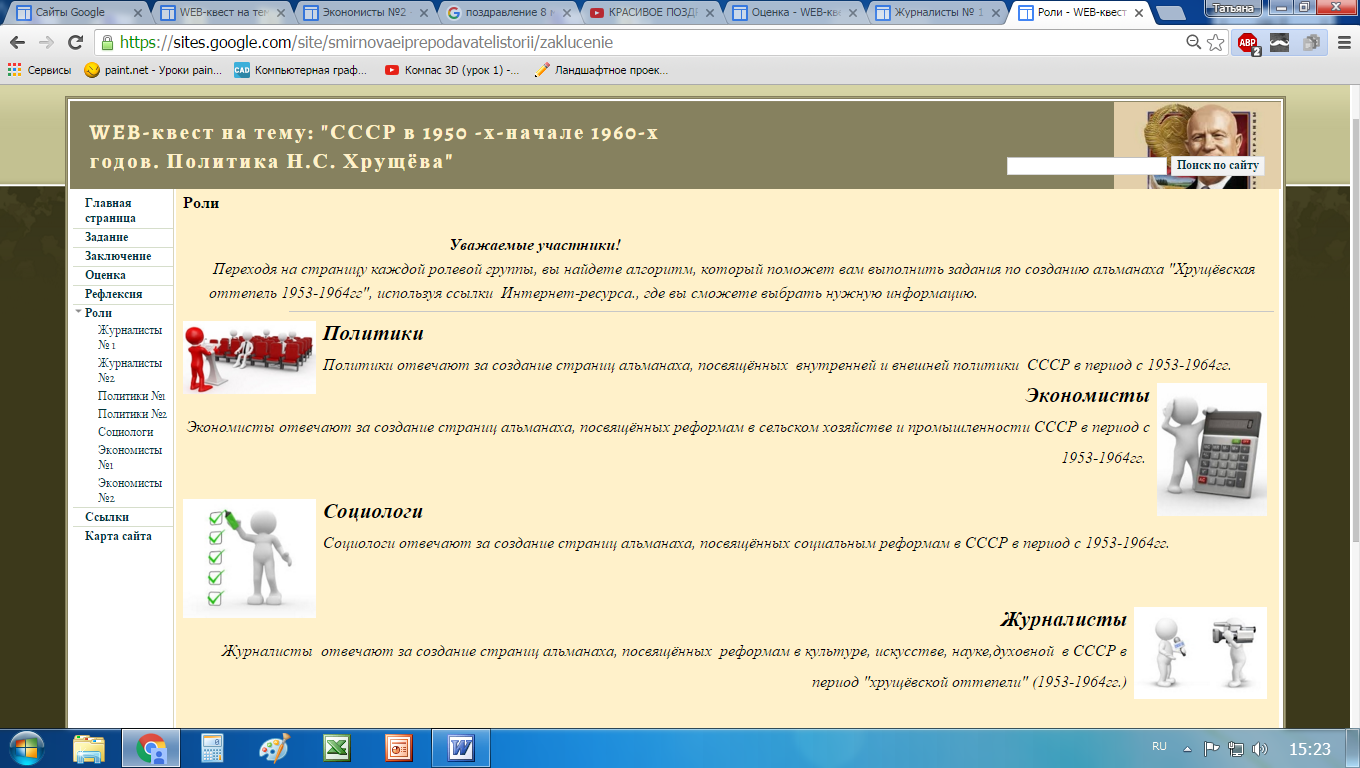 Сайты Google
WEB-квест на тем
Экономисты №2
поздравление 8 м
КРАСИВОЕ ПОЗД
Оценка - WEB-кве
Журналисты № 1
Роли - WEB-квест
Татьяна
https://sites.google.com/site/smirnovaeiprepodavatelistorii/zaklucenie
ABP
2
Сервисы
paint.net - Уроки pain...
CAD
Компьютерная граф...
Компас 3D (урок 1) -...
Ландшафтное проек...
WEB-квест на тему: "СССР в 1950 -х-начале 1960-х
годов. Политика Н.С. Хрущёва"
Поиск по сайту
Главная
страница
Задание
Заключение
Оценка
Рефлексия
Роли
Журналисты
№ 1
Журналисты
№2
Политики №1
Политики №2
Социологи
Экономисты
№1
Экономисты
№2
Ссылки
Карта сайта
Роли
Уважаемые участники!
Переходя на страницу каждой ролевой группы, вы найдете алгоритм, который поможет вам выполнить задания по созданию альманаха "Хрущёвская
оттепель 1953-1964гг", используя ссылки Интернет-ресурса., где вы сможете выбрать нужную информацию.
Политики
Политики отвечают за создание страниц альманаха, посвящённых внутренней и внешней политики СССР в период с 1953-1964гг.
Экономисты
Экономисты отвечают за создание страниц альманаха, посвящённых реформам в сельском хозяйстве и промышленности СССР в период с
1953-1964гг.
Социологи
Социологи отвечают за создание страниц альманаха, посвящённых социальным реформам в СССР в период с 1953-1964гг.
Журналисты
Журналисты отвечают за создание страниц альманаха, посвящённых реформам в культуре, искусстве, науке,духовной в СССР в
период "хрущёвской оттепели" (1953-1964гг.)
RU
15:23